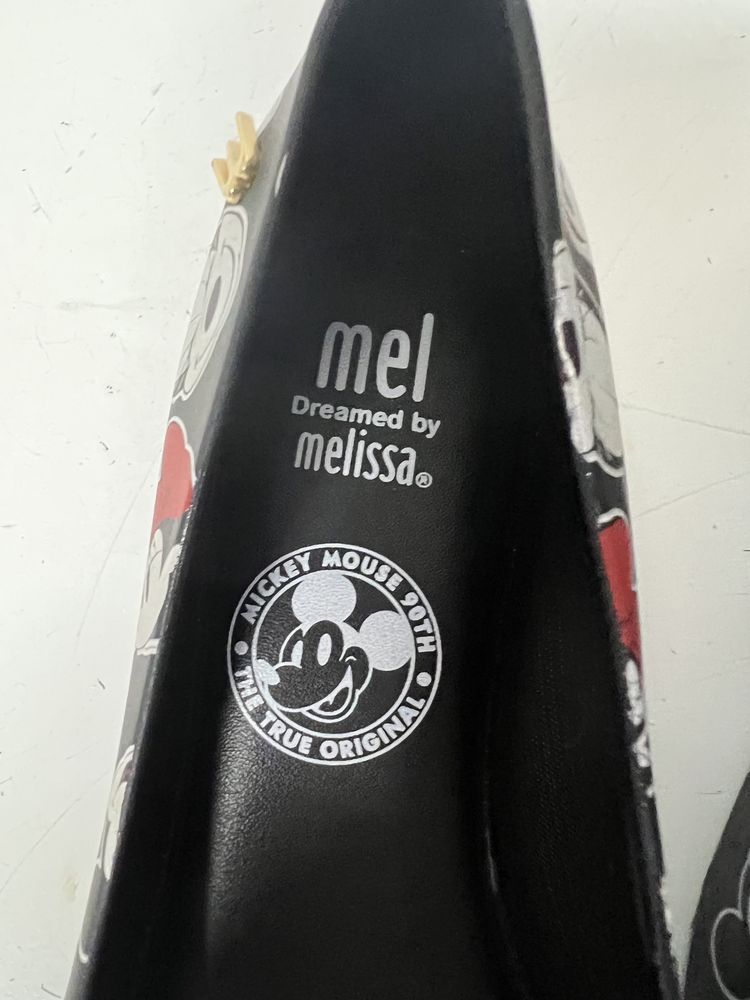 mel
Dreamed by
melissa®
MICKEY MOUSE 90TH
THE TRUE ORIGINAL